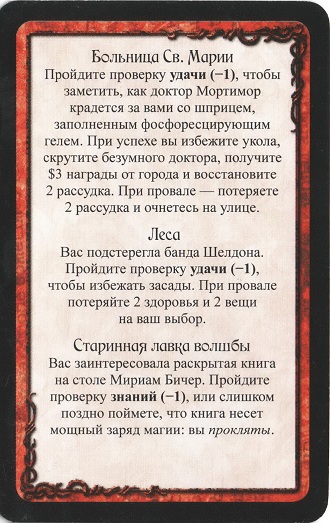 Больница Св. Марии
Пройдите проверку удачи (−1), чтобы
заметить, как доктор Мортимор
крадется за вами со шприцем,
заполненным фосфоресцирующим
гелем. При успехе вы избежите укола,
скрутите безумного доктора, получите
$3 награды от города и восстановите
2 рассудка. При провале — потеряете
2 рассудка и очнетесь на улице.
Леса
Вас подстерегла банда Шелдона.
Пройдите проверку удачи (−1),
чтобы избежать засады. При провале
потеряйте 2 здоровья и 2 вещи
на ваш выбор.
Старинная лавка волшбы
Вас заинтересовала раскрытая книга
на столе Мириам Бичер. Пройдите
проверку знаний (−1), или слишком
поздно поймете, что книга несет
мощный заряд магии: вы прокляты.